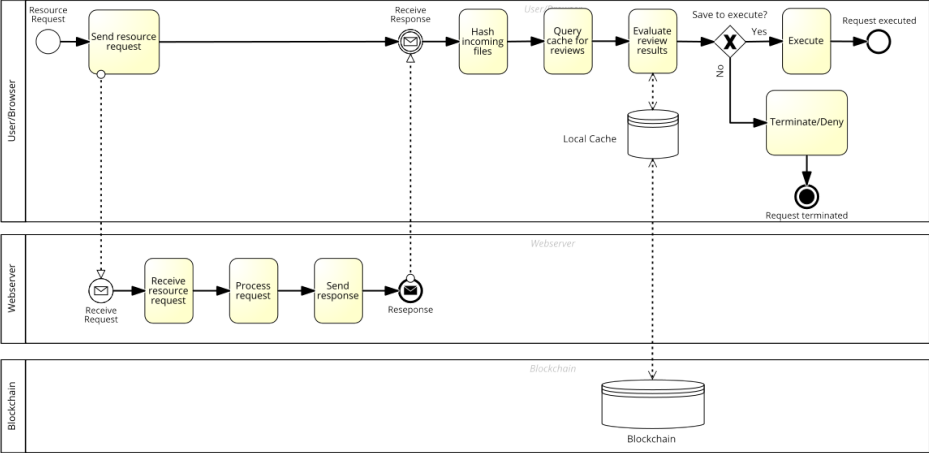 User/Browser
Resource
Request
Send resource
request
Receive
Response
Hash
incoming
files
Query
cache for
reviews
Evaluate
review
results
Save to execute?
Yes
No
Execute
Request executed
Terminate/Deny
Request terminated
Local Cache
Webserver
Webserver
Receive
Request
Receive
resource
request
Process
request
Send
response
Reseponse
Blockchain
Blockchain
Blockchain